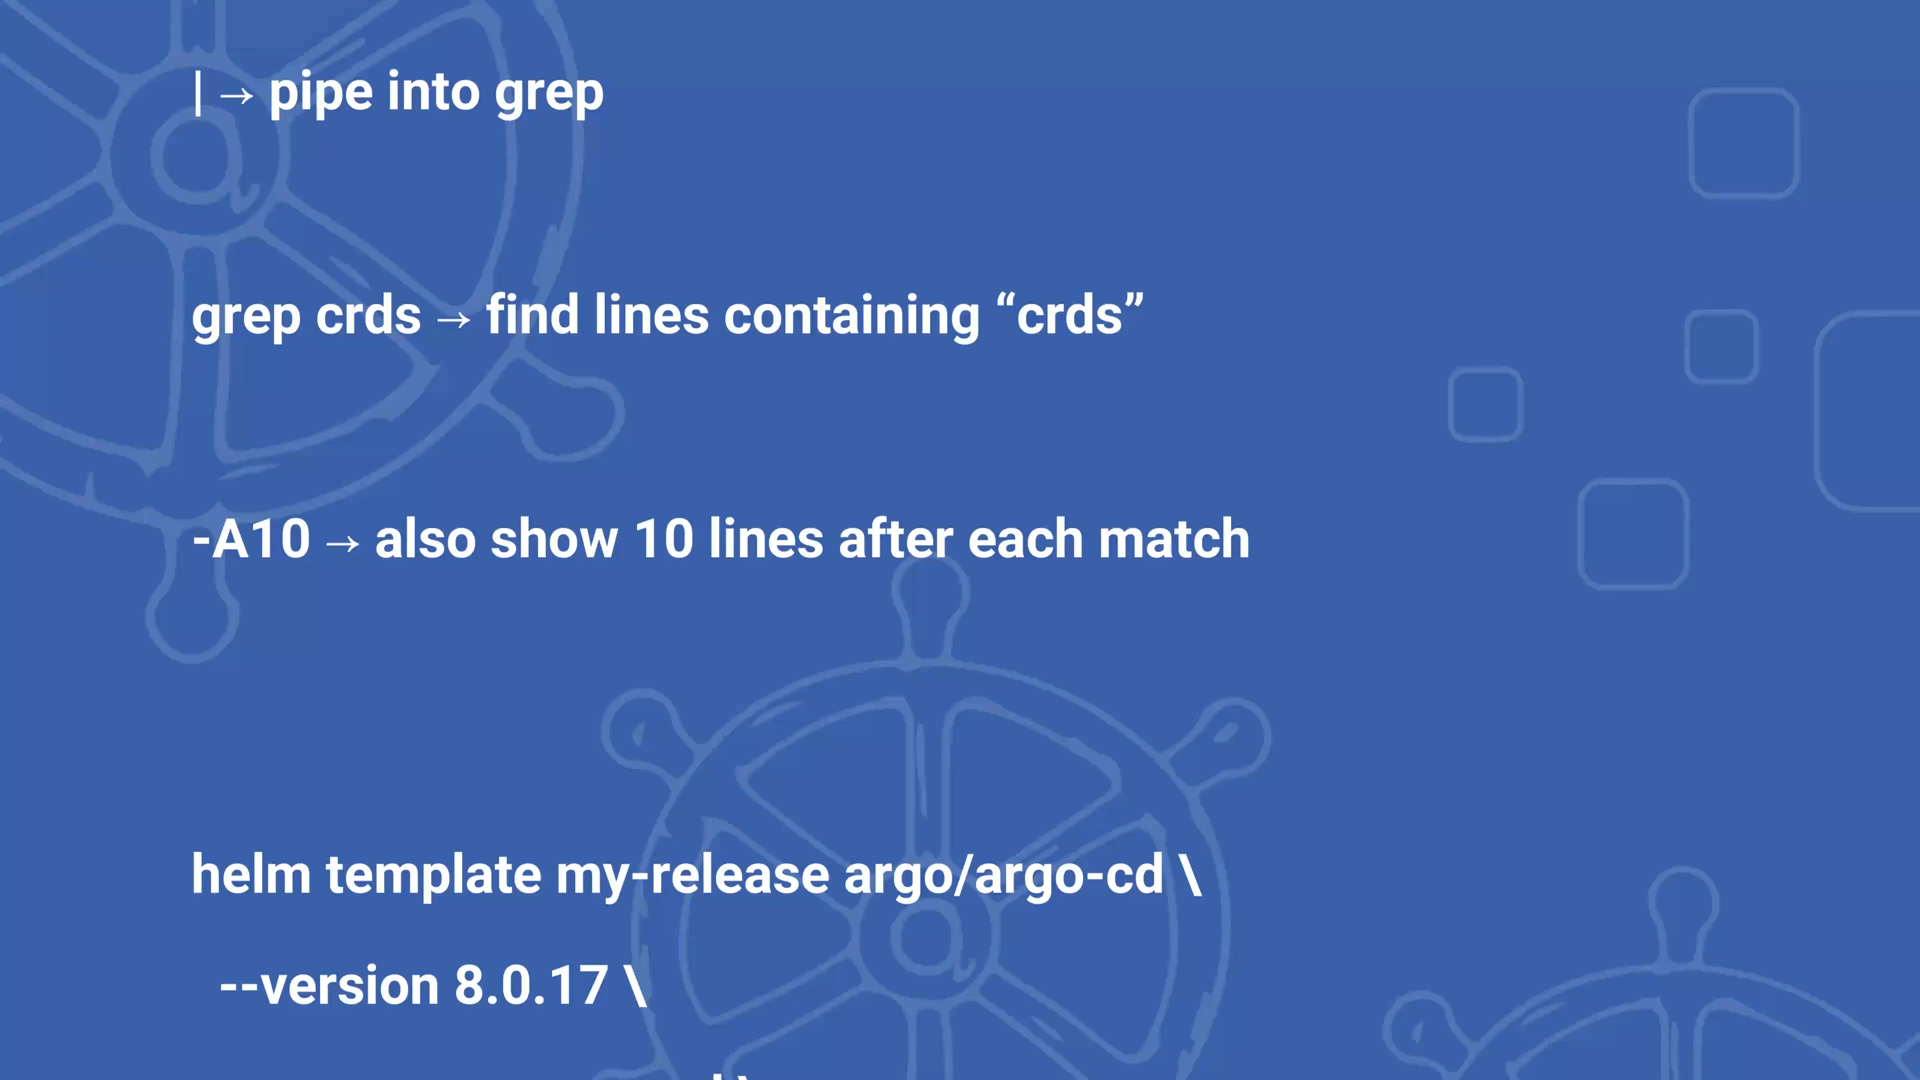 | → pipe into grep
grep crds → find lines containing “crds”
-A10 → also show 10 lines after each match
helm template my-release argo/argo-cd \
--version 8.0.17 \